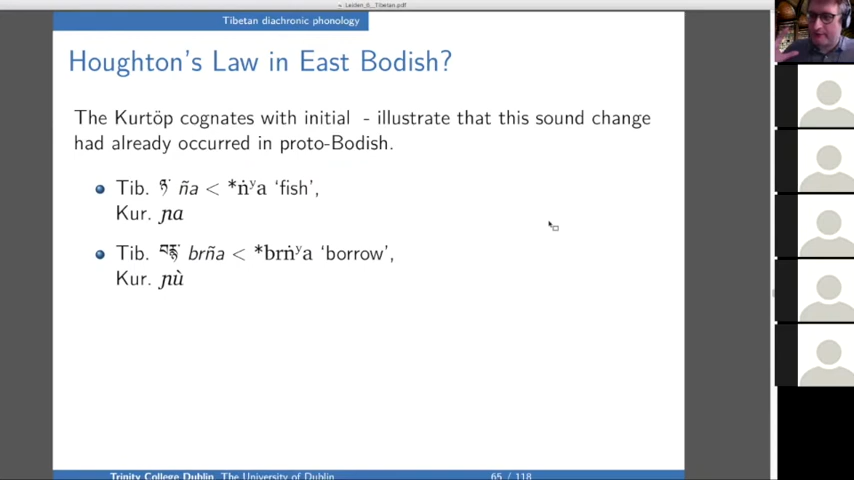 Leiden_6_Tibetan.pdf
Tibetan diachronic phonology
Houghton's Law in East Bodish?
The Kurtöp cognates with initial - illustrate that this sound change
had already occurred in proto-Bodish.
Tib. ཉ་ ña < *ṅʸa ‘fish’,
Kur. ɲa
Tib. བརྙ་ brña < *brṅʸa ‘borrow’,
Kur. ɲù
Trinity College Dublin, The University of Dublin
65 / 118